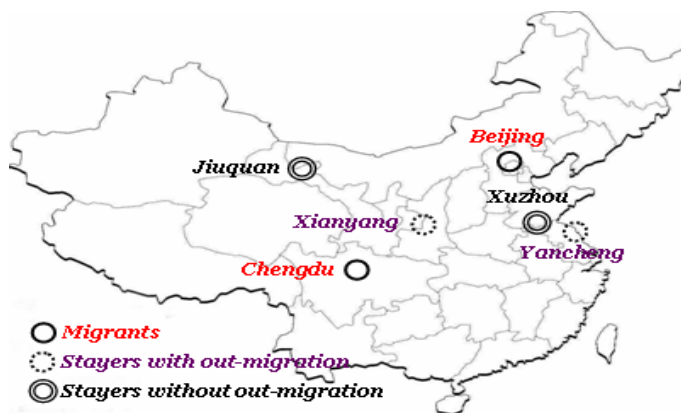 Beijing
Jiuquan
Xuzhou
Xianyang
Yancheng
Chengdu
Migrants
Stayers with out-migration
Stayers without out-migration